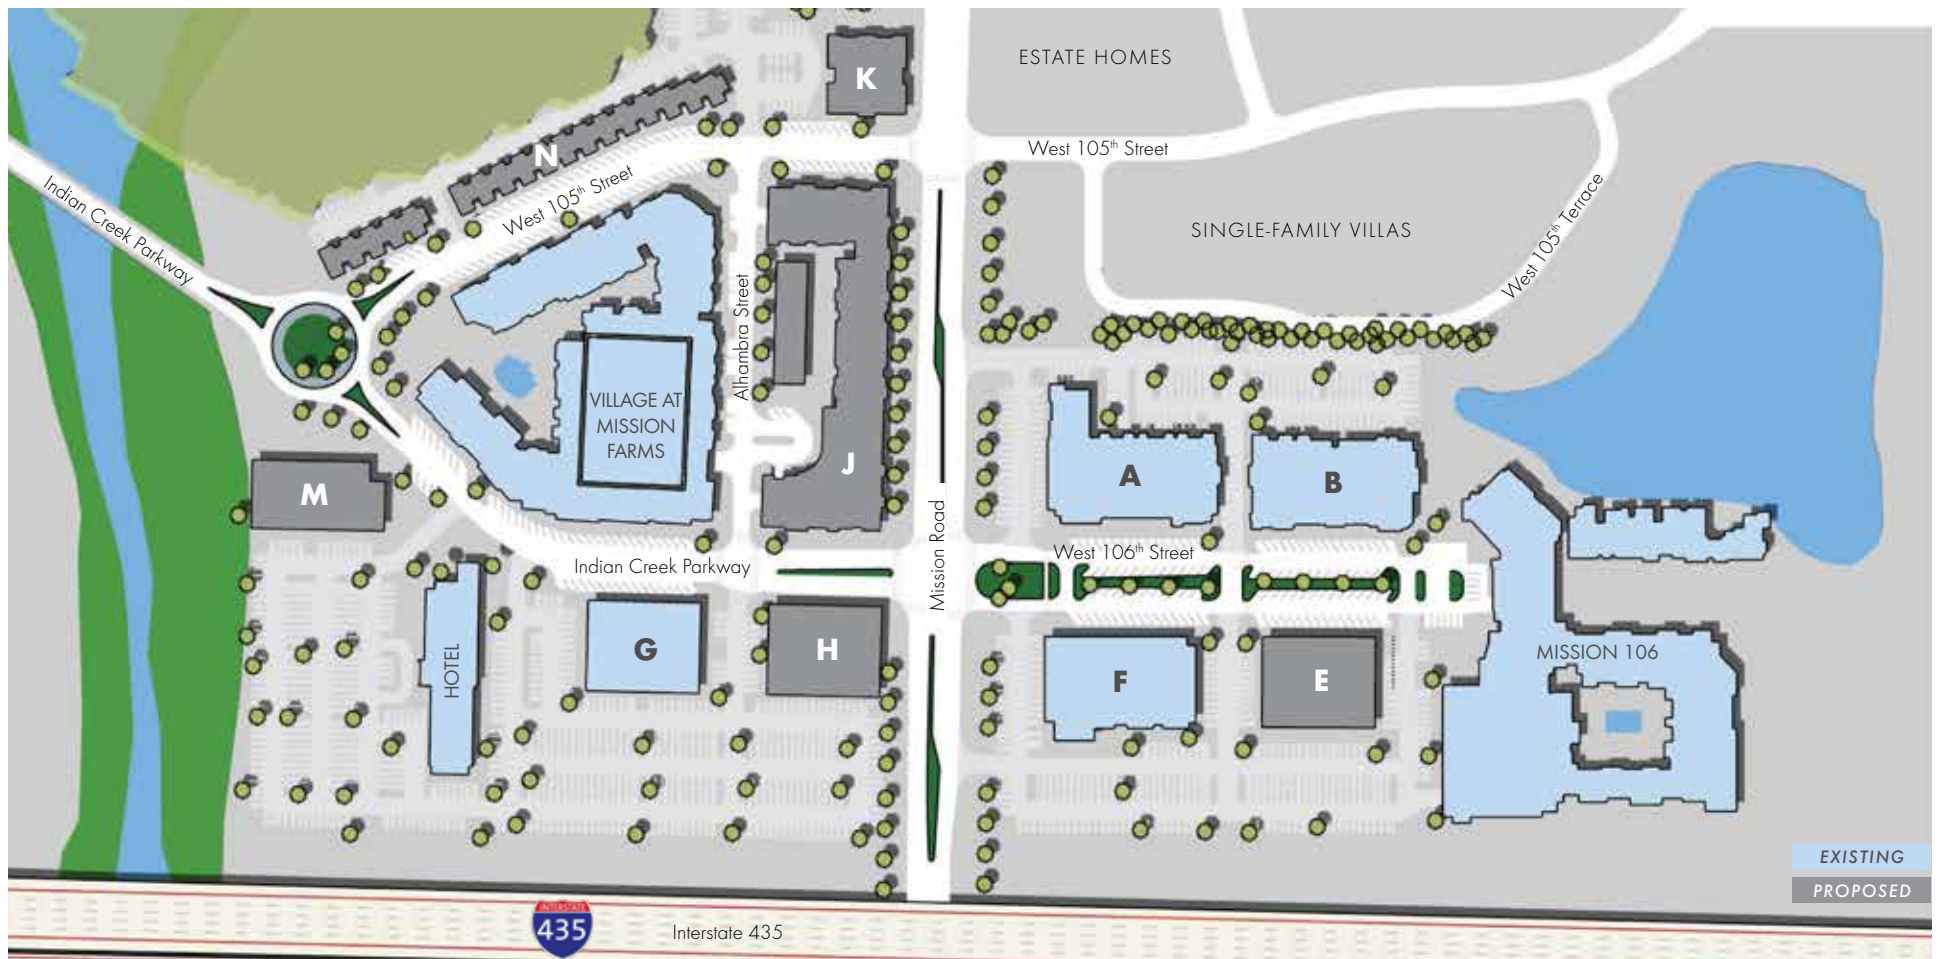 K
ESTATE HOMES
N
West 105th Street
West 105th Street
Indian Creek Parkway
SINGLE-FAMILY VILLAS
West 105th Terrace
Alhambra Street
VILLAGE AT
MISSION
FARMS
J
A
B
M
Mission Road
West 106th Street
Indian Creek Parkway
HOTEL
G
H
F
E
MISSION 106
EXISTING
PROPOSED
INTERSTATE
435
Interstate 435